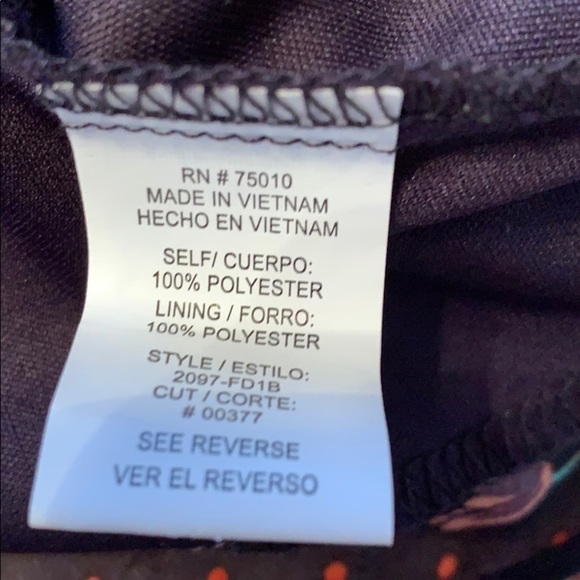 RN # 75010
MADE IN VIETNAM
HECHO EN VIETNAM
SELF/ CUERPO:
100% POLYESTER
LINING / FORRO:
100% POLYESTER
STYLE / ESTILO:
2097-FD1B
CUT / CORTE:
# 00377
SEE REVERSE
VER EL REVERSO